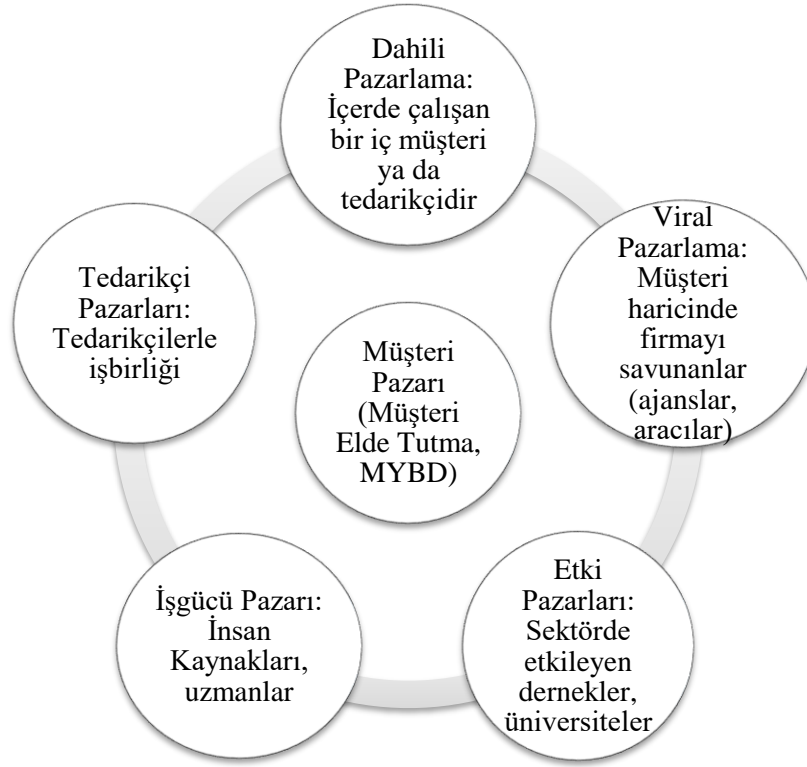 Dahili
Pazarlama:
İçerde çalışan
bir iç müşteri
ya da
tedarikçidir
Viral
Pazarlama:
Müşteri
haricinde
firmayı
savunanlar
(ajanslar,
aracılar)
Tedarikçi
Pazarları:
Tedarikçilerle
işbirliği
Müşteri
Pazarı
(Müşteri
Elde Tutma,
MYBD)
Etki
Pazarları:
Sektörde
etkileyen
dernekler,
üniversiteler
İşgücü Pazarı:
İnsan
Kaynakları,
uzmanlar